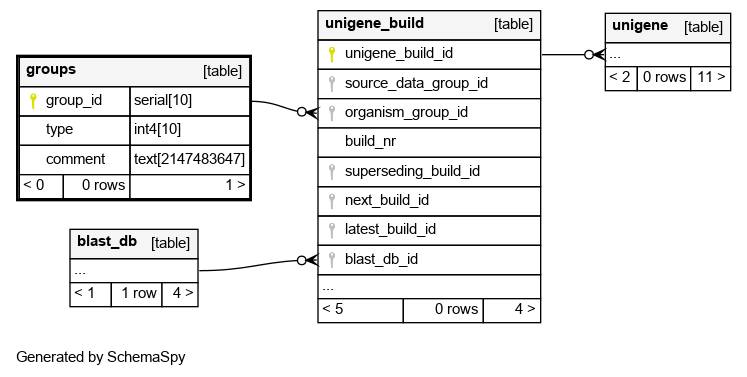 groups [table]
group_id serial[10]
type int4[10]
comment text[2147483647]
< 0 0 rows 1 >
blast_db [table]
...
< 1 1 row 4 >
unigene_build [table]
unigene_build_id
source_data_group_id
organism_group_id
build_nr
superseding_build_id
next_build_id
latest_build_id
blast_db_id
...
< 5 0 rows 4 >
unigene [table]
...
< 2 0 rows 11 >
Generated by SchemaSpy